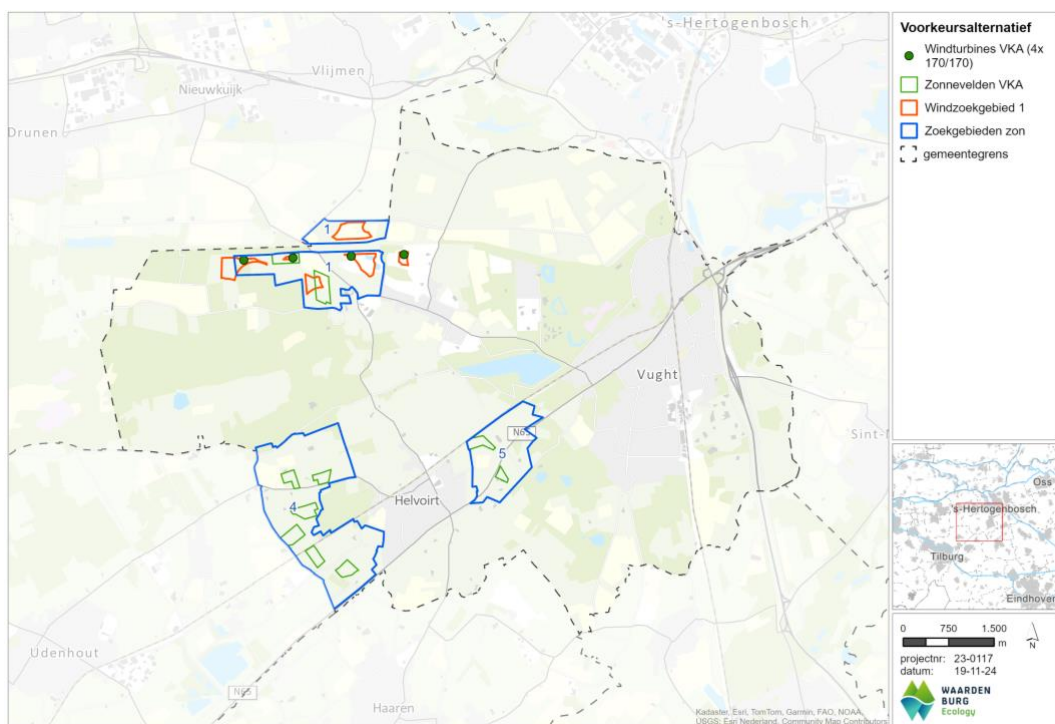 's-Hertogenbosch
Vlijmen
Nieuwkuijk
Drunen
1
1
Vught
N65
5
Sint-M
4
Helvoirt
Udenhout
N65
Haaren
Kadaster, Esri, TomTom, Garmin, FAO, NOAA,
USGS: Esri Nederland, Community Map Contributors
Voorkeursalternatief
Windturbines VKA (4x
170/170)
Zonnevelden VKA
Windzoekgebied 1
Zoekgebieden zon
gemeentegrens
Oss
's-Hertogenbosch
Tilburg
Eindhoven
0 750 1.500
m
N
projectnr: 23-0117
datum: 19-11-24
WAARDEN
BURG
Ecology